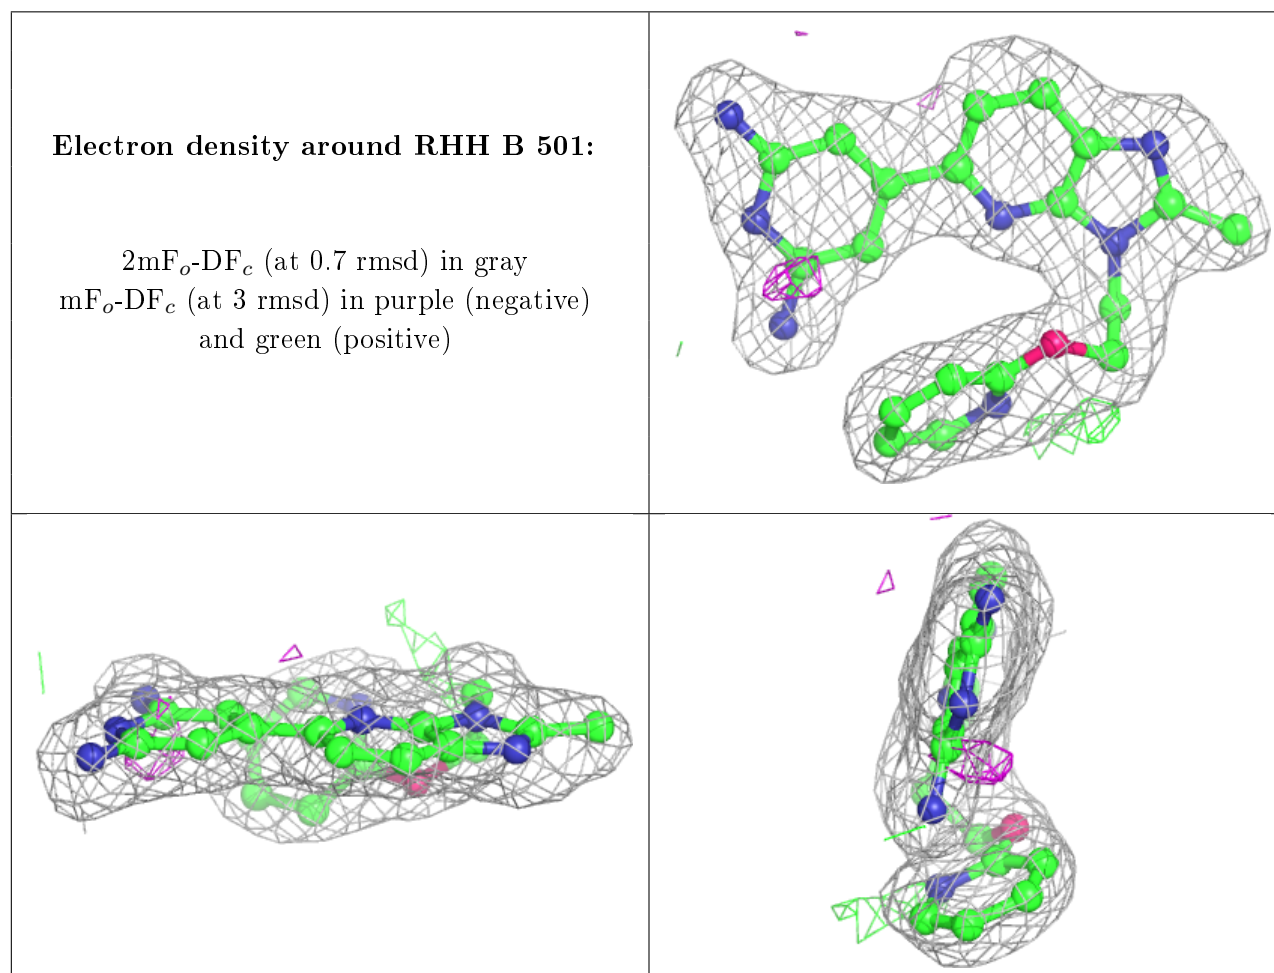 Electron density around RHH B 501:
2mFₒ-DF𝒸 (at 0.7 rmsd) in gray
mFₒ-DF𝒸 (at 3 rmsd) in purple (negative)
and green (positive)